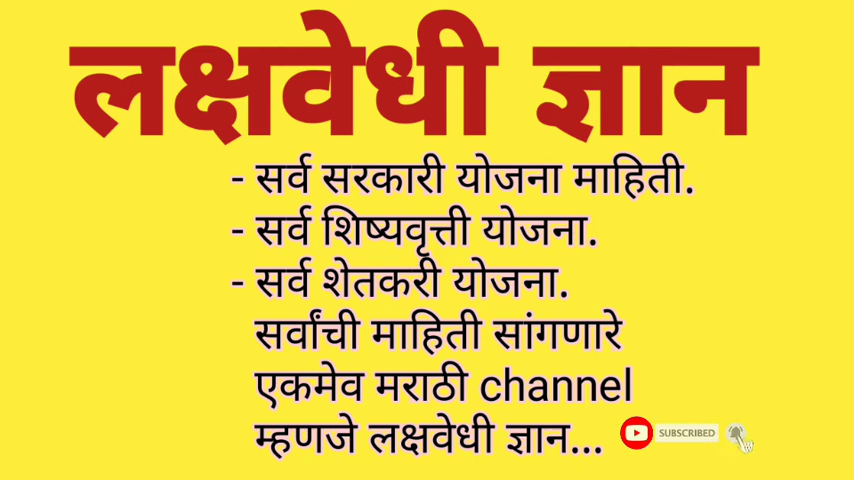 लक्षवेधी ज्ञान
- सर्व सरकारी योजना माहिती.
- सर्व शिष्यवृत्ती योजना.
- सर्व शेतकरी योजना.
सर्वांची माहिती सांगणारे
एकमेव मराठी channel
म्हणजे लक्षवेधी ज्ञान...
SUBSCRIBED